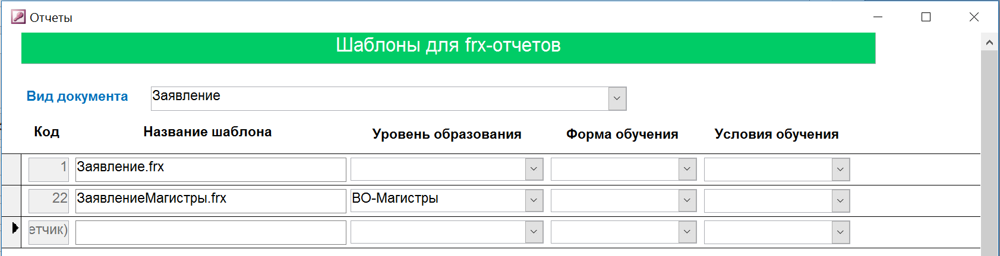 Отчеты
Шаблоны для frx-отчетов
Вид документа Заявление
Код Название шаблона Уровень образования Форма обучения Условия обучения
1 Заявление.frx
22 ЗаявлениеМагистры.frx ВО-Магистры
етчик)